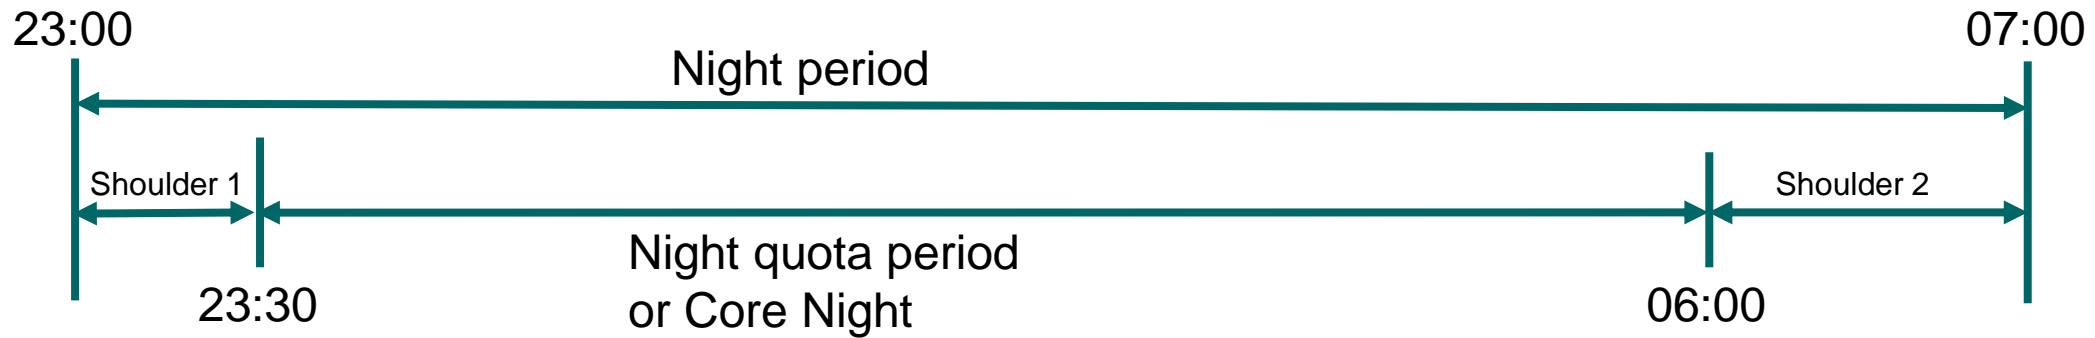 23:00
07:00
Night period
Shoulder 1
Shoulder 2
Night quota period
or Core Night
23:30
06:00